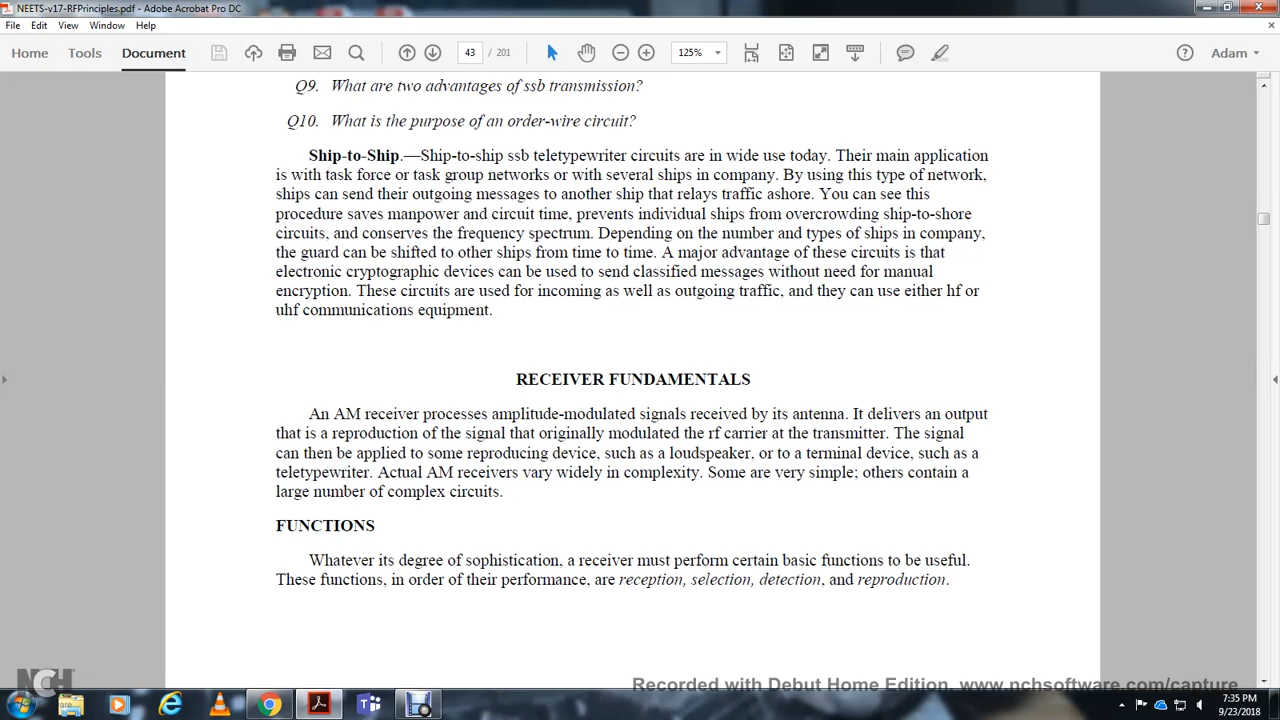 NEETS-v17-RFPrinciples.pdf - Adobe Acrobat Pro DC
File Edit View Window Help
Home Tools Document 43 / 201 125% Adam
Q9. What are two advantages of ssb transmission?
Q10. What is the purpose of an order-wire circuit?
Ship-to-Ship.—Ship-to-ship ssb teletypewriter circuits are in wide use today. Their main application
is with task force or task group networks or with several ships in company. By using this type of network,
ships can send their outgoing messages to another ship that relays traffic ashore. You can see this
procedure saves manpower and circuit time, prevents individual ships from overcrowding ship-to-shore
circuits, and conserves the frequency spectrum. Depending on the number and types of ships in company,
the guard can be shifted to other ships from time to time. A major advantage of these circuits is that
electronic cryptographic devices can be used to send classified messages without need for manual
encryption. These circuits are used for incoming as well as outgoing traffic, and they can use either hf or
uhf communications equipment.
RECEIVER FUNDAMENTALS
An AM receiver processes amplitude-modulated signals received by its antenna. It delivers an output
that is a reproduction of the signal that originally modulated the rf carrier at the transmitter. The signal
can then be applied to some reproducing device, such as a loudspeaker, or to a terminal device, such as a
teletypewriter. Actual AM receivers vary widely in complexity. Some are very simple; others contain a
large number of complex circuits.
FUNCTIONS
Whatever its degree of sophistication, a receiver must perform certain basic functions to be useful.
These functions, in order of their performance, are reception, selection, detection, and reproduction.
NCH
Recorded with Debut Home Edition. www.nchsoftware.com/capture
7:35 PM
9/23/2018